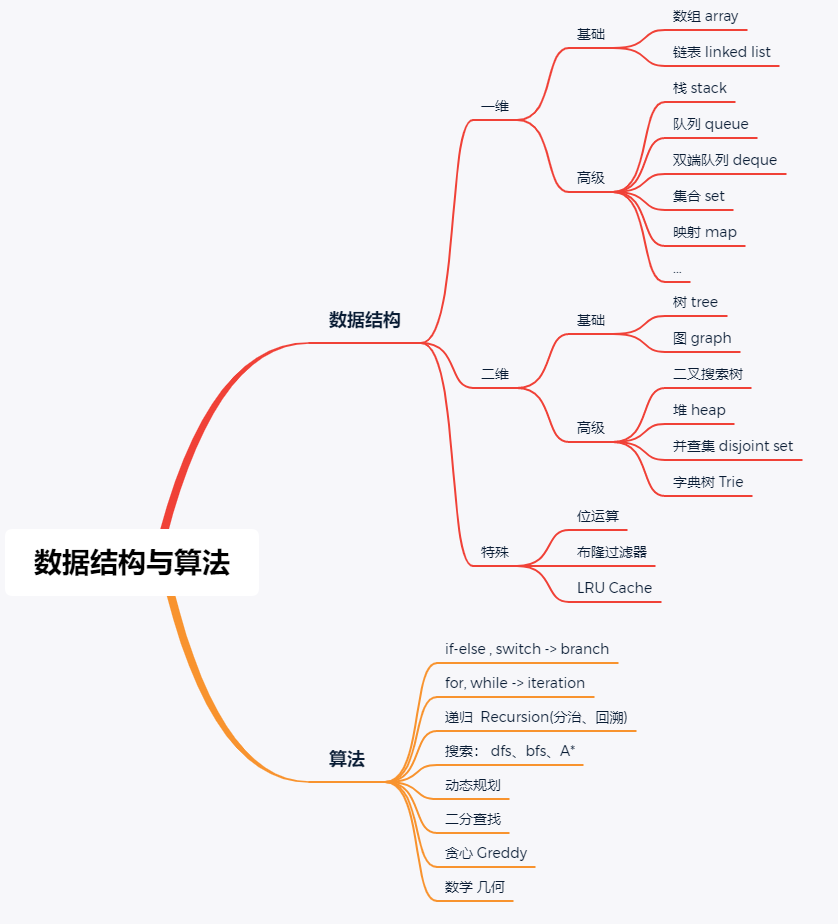 数据结构与算法
数据结构
一维
基础
数组 array
链表 linked list
高级
栈 stack
队列 queue
双端队列 deque
集合 set
映射 map
...
二维
基础
树 tree
图 graph
高级
二叉搜索树
堆 heap
并查集 disjoint set
字典树 Trie
特殊
位运算
布隆过滤器
LRU Cache
算法
if-else , switch -> branch
for, while -> iteration
递归  Recursion(分治、回溯)
搜索： dfs、bfs、A*
动态规划
二分查找
贪心 Greddy
数学 几何